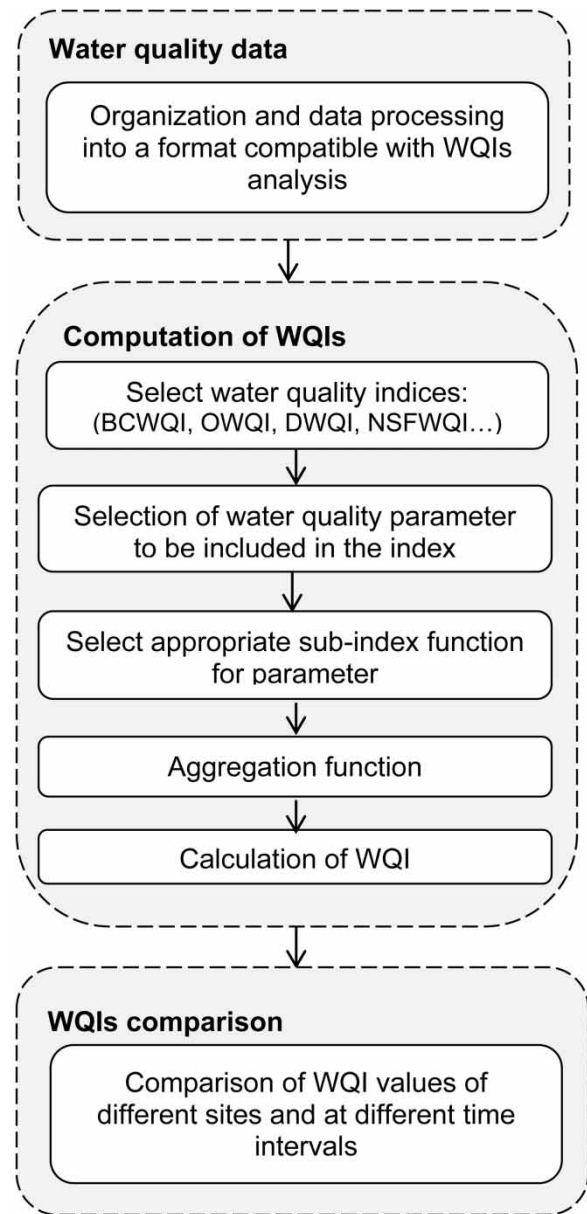 Water quality data
Organization and data processing
into a format compatible with WQIs
analysis
Computation of WQIs
Select water quality indices:
(BCWQI, OWQI, DWQI, NSFWQI…)
Selection of water quality parameter
to be included in the index
Select appropriate sub-index function
for parameter
Aggregation function
Calculation of WQI
WQIs comparison
Comparison of WQI values of
different sites and at different time
intervals